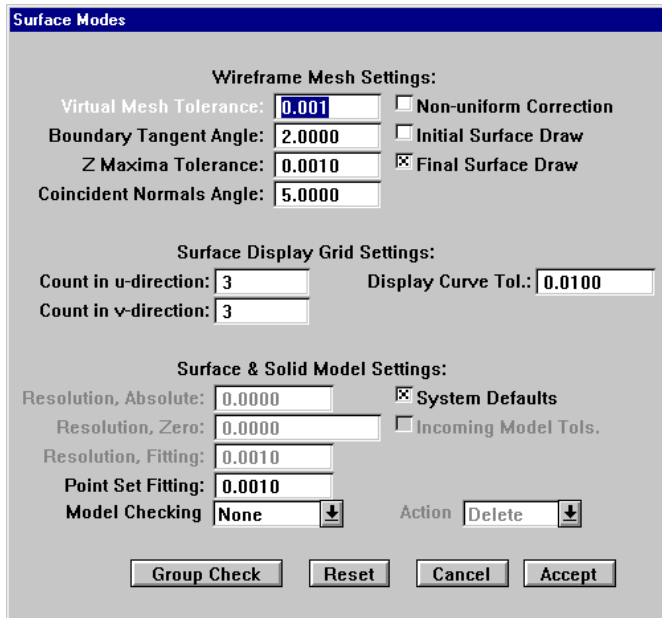 Surface Modes
Wireframe Mesh Settings:
Virtual Mesh Tolerance: 0.001 Non-uniform Correction
Boundary Tangent Angle: 2.0000 Initial Surface Draw
Z Maxima Tolerance: 0.0010 Final Surface Draw
Coincident Normals Angle: 5.0000
Surface Display Grid Settings:
Count in u-direction: 3 Display Curve Tol.: 0.0100
Count in v-direction: 3
Surface & Solid Model Settings:
Resolution, Absolute: 0.0000 System Defaults
Resolution, Zero: 0.0000 Incoming Model Tols.
Resolution, Fitting: 0.0010
Point Set Fitting: 0.0010
Model Checking None Action Delete
Group Check Reset Cancel Accept